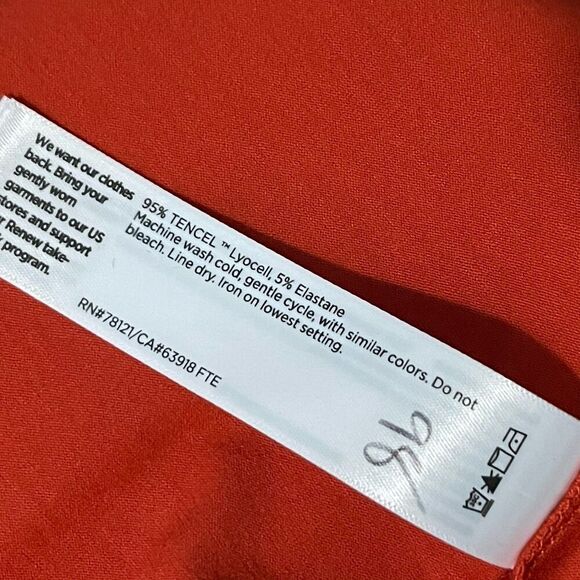 We want our clothes
back. Bring your
gently worn
garments to our US
stores and support
r Renew take-
program.
95% TENCEL ™ Lyocell, 5% Elastane
Machine wash cold, gentle cycle, with similar colors. Do not
bleach. Line dry. Iron on lowest setting.
RN#78121/CA#63918 FTE